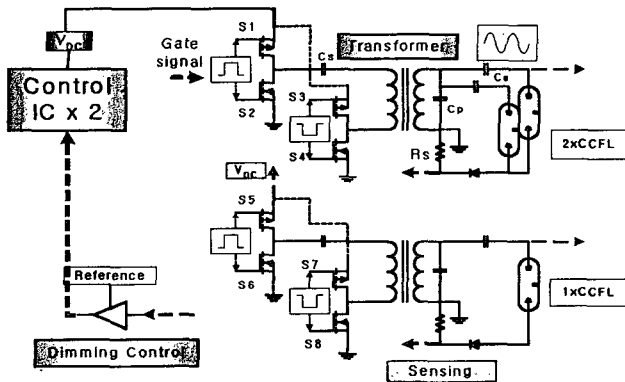 S1
VDC
Gate
signal
Transformer
Cs
Control
IC x 2
S3
Cp
S2
S4
Rs
2xCCFL
VDC
S5
Reference
S6
S7
1xCCFL
S8
Dimming Control
Sensing